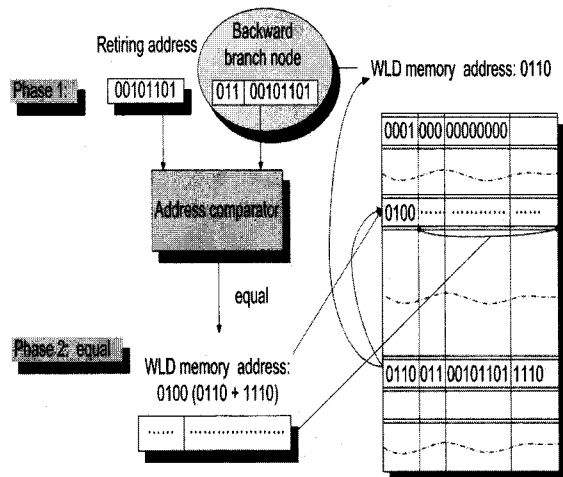 Retiring address
Backward
branch node
WLD memory address: 0110
Phase 1:
00101101
011 00101101
0001 000 00000000
Address comparator
0100 ...... ................ ......
equal
Phase 2: equal
WLD memory address:
0100 (0110 + 1110)
0110 011 00101101 1110
...... ......................